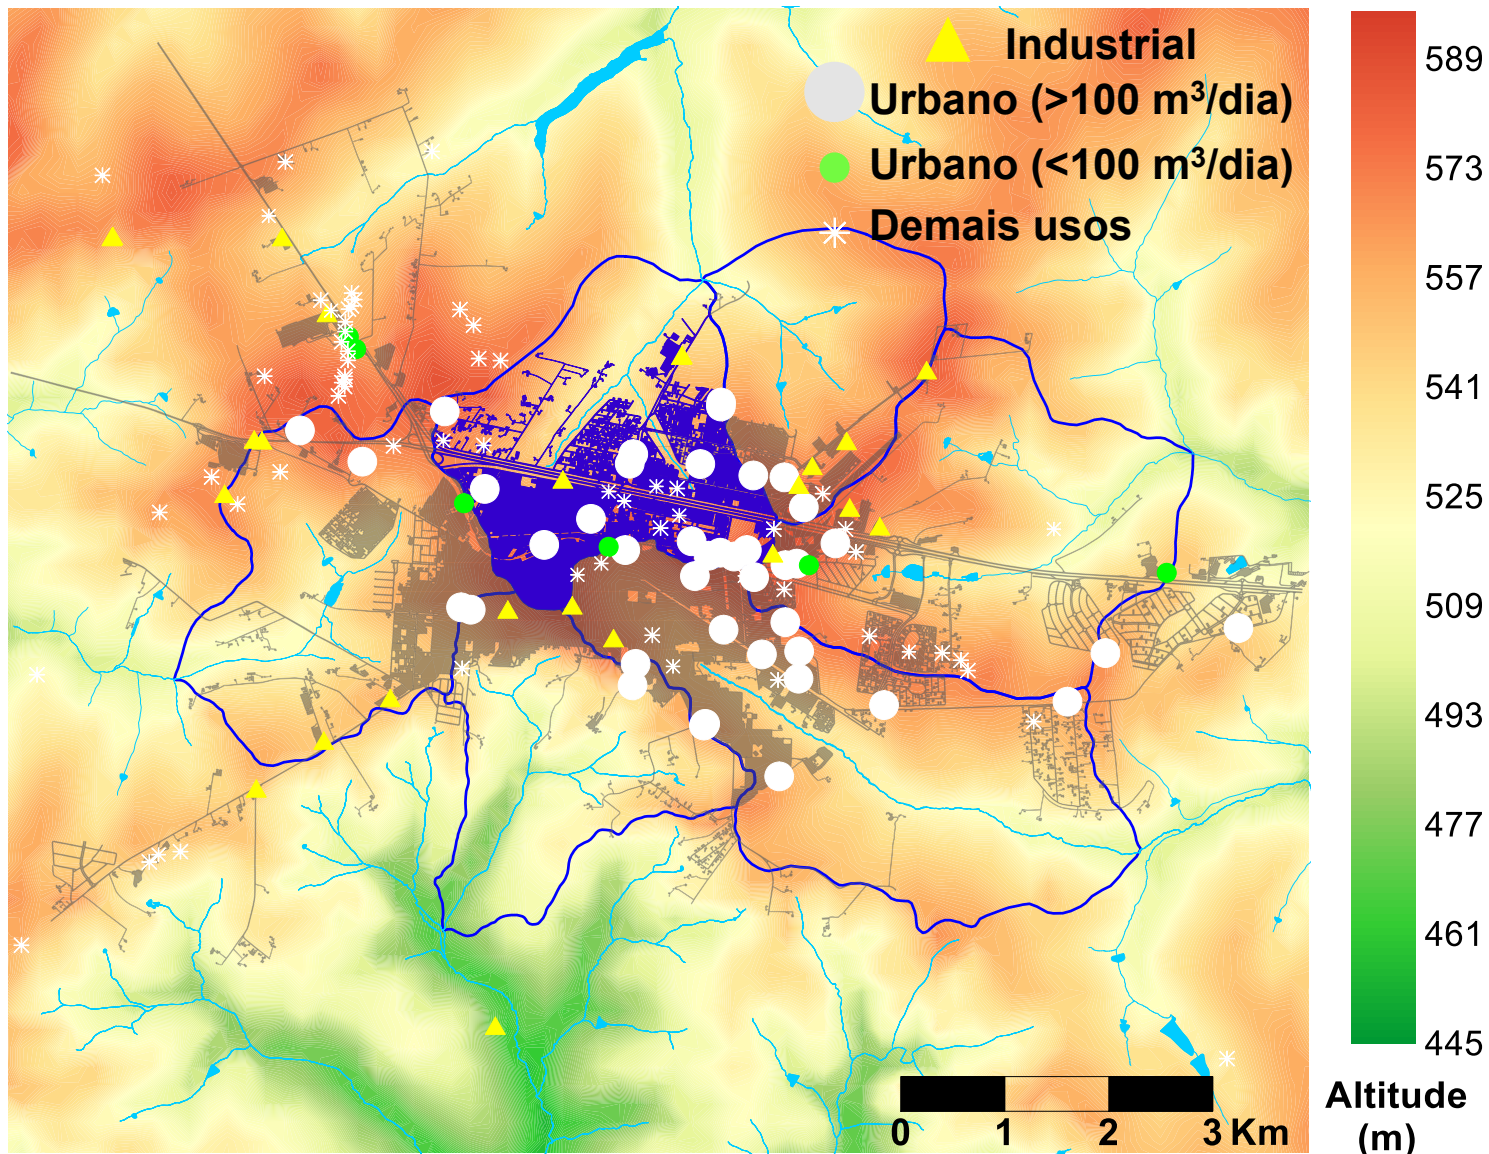 Industrial
Urbano (>100 m³/dia)
Urbano (<100 m³/dia)
Demais usos
589
573
557
541
525
509
493
477
461
445
Altitude
(m)
0 1 2 3 Km